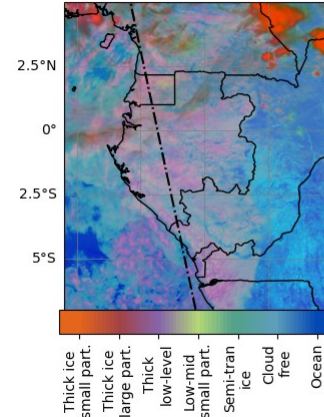 2.5°N
0°
2.5°S
5°S
Thick ice
small part.
Thick ice
large part.
Thick
low-level
Low-mid
small part.
Semi-tran
ice
Cloud
free
Ocean